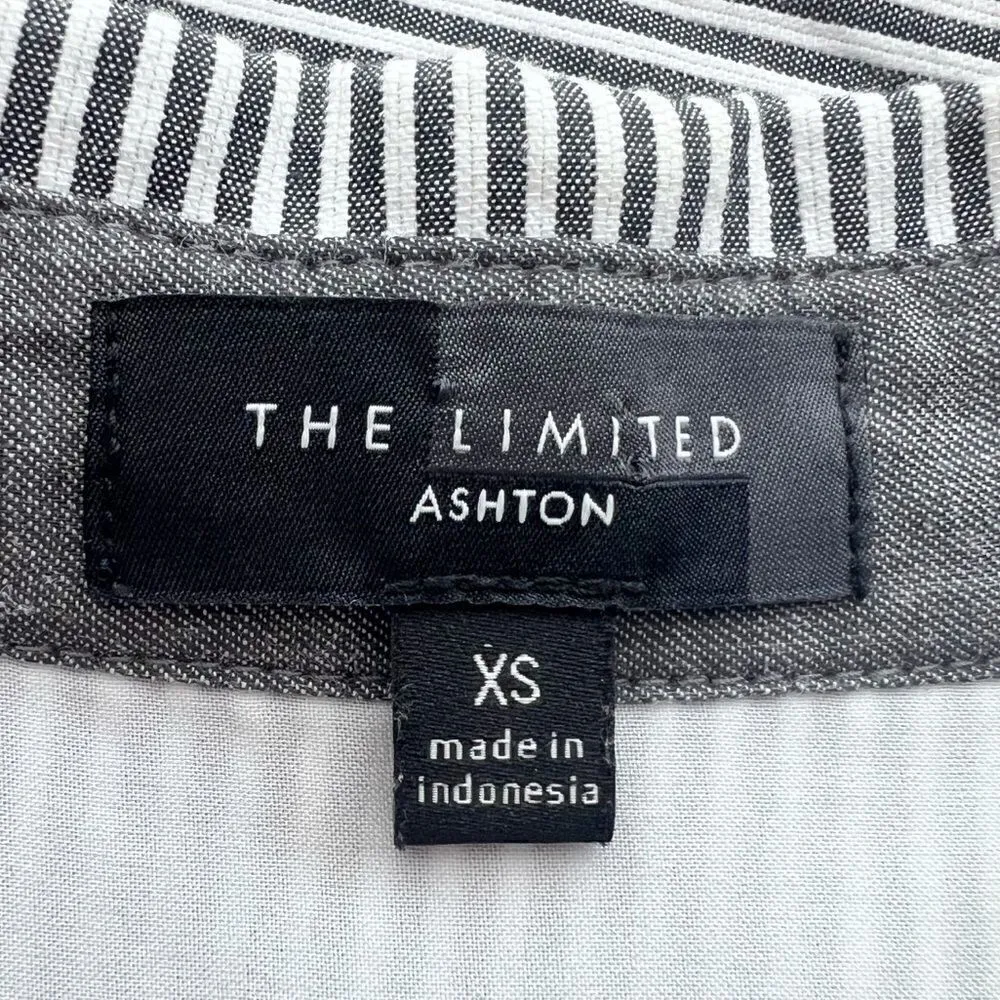 THE LIMITED
ASHTON
XS
made in
indonesia